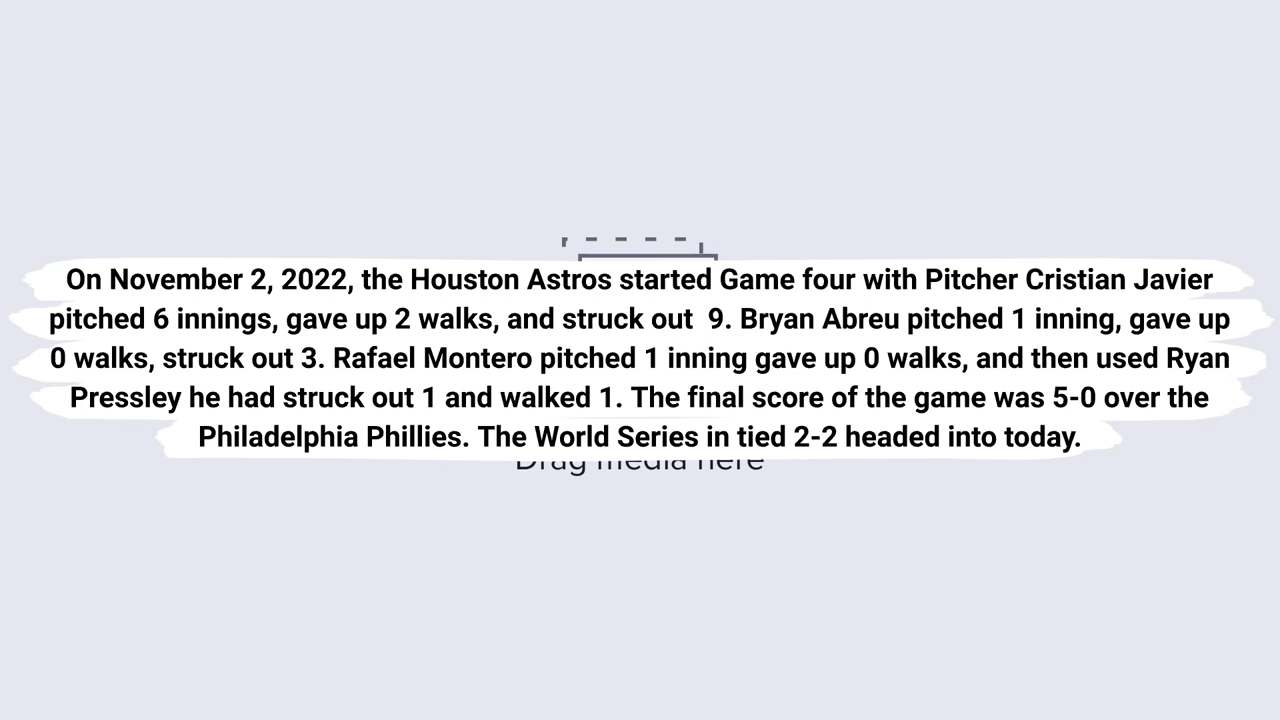 On November 2, 2022, the Houston Astros started Game four with Pitcher Cristian Javier
pitched 6 innings, gave up 2 walks, and struck out  9. Bryan Abreu pitched 1 inning, gave up
0 walks, struck out 3. Rafael Montero pitched 1 inning gave up 0 walks, and then used Ryan
Pressley he had struck out 1 and walked 1. The final score of the game was 5-0 over the
Philadelphia Phillies. The World Series in tied 2-2 headed into today.
Drag media here